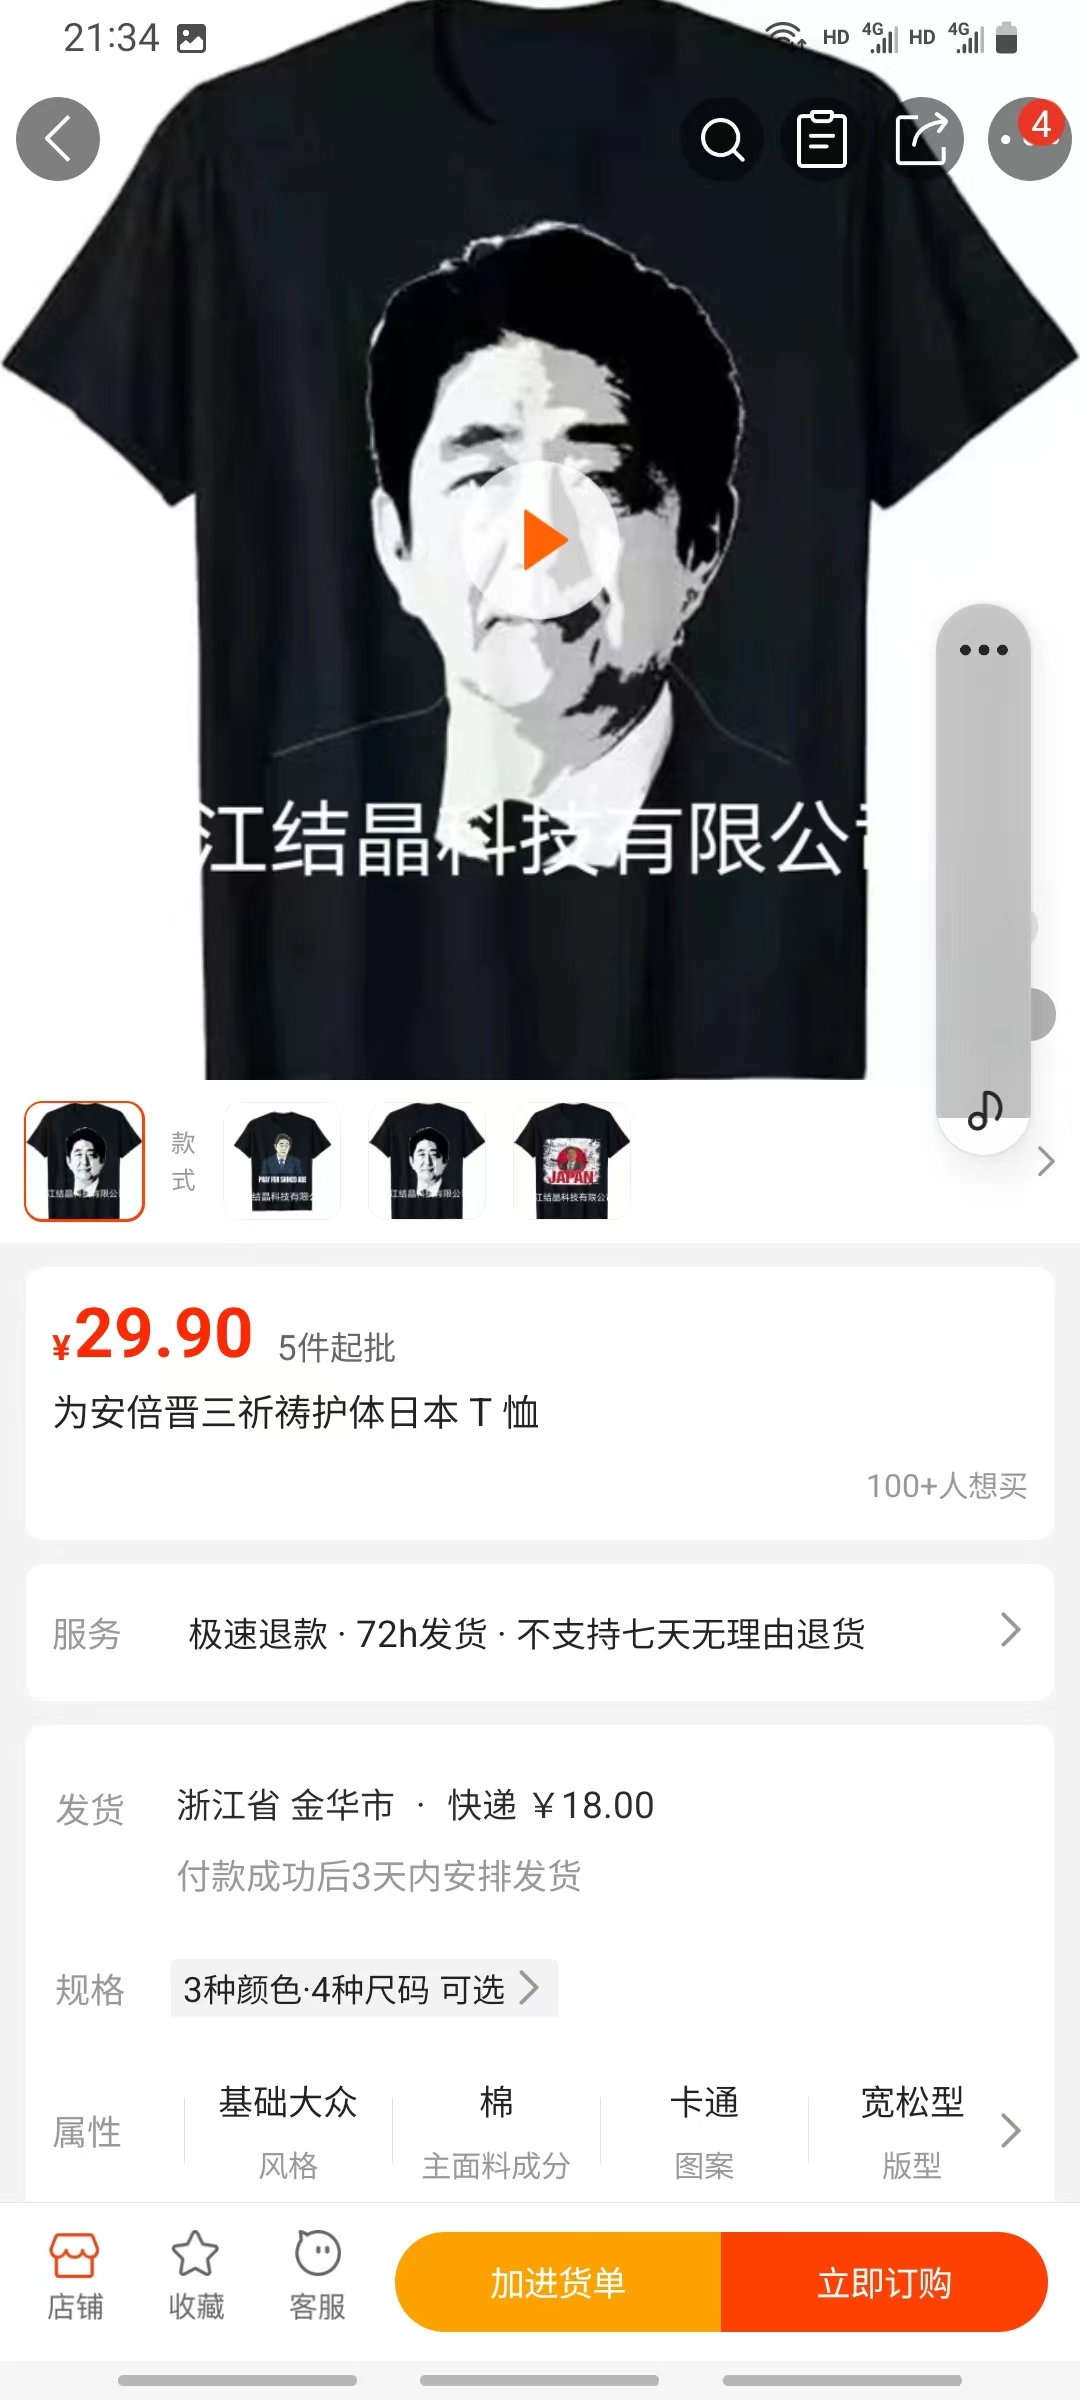 21:34
HD 4G HD 4G
4
江结晶科技有限公
款式
PRAY FOR SHINZO ABE
结晶科技有限
江结晶科技有限公
JAPAN
江结晶科技有限公
¥29.90 5件起批
为安倍晋三祈祷护体日本 T 恤
100+人想买
服务 极速退款 · 72h发货 · 不支持七天无理由退货
发货 浙江省 金华市 · 快递 ￥18.00
付款成功后3天内安排发货
规格 3种颜色·4种尺码 可选
属性 基础大众 棉 卡通 宽松型
风格 主面料成分 图案 版型
店铺 收藏 客服 加进货单 立即订购